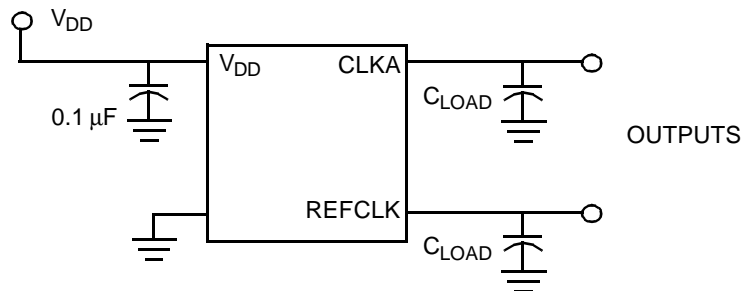 VDD
VDD
CLKA
0.1 μF
CLOAD
OUTPUTS
REFCLK
CLOAD